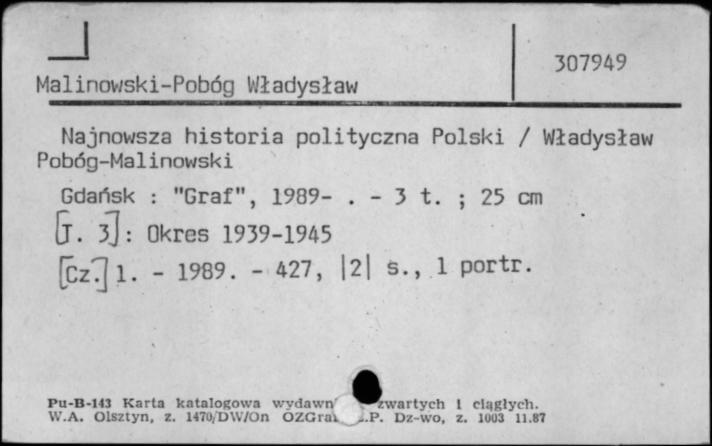 307949
Malinowski-Pobóg Władysław
Najnowsza historia polityczna Polski / Władysław
Pobóg-Malinowski
Gdańsk : "Graf", 1989- . - 3 t. ; 25 cm
[T. 3]: Okres 1939-1945
[Cz.] 1. - 1989. - 427, |2| s., 1 portr.
Pu-B-143 Karta katalogowa wydawn zwartych i ciągłych.
W.A. Olsztyn, z. 1470/DW/On OZGraf .P. Dz-wo, z. 1003 11.87